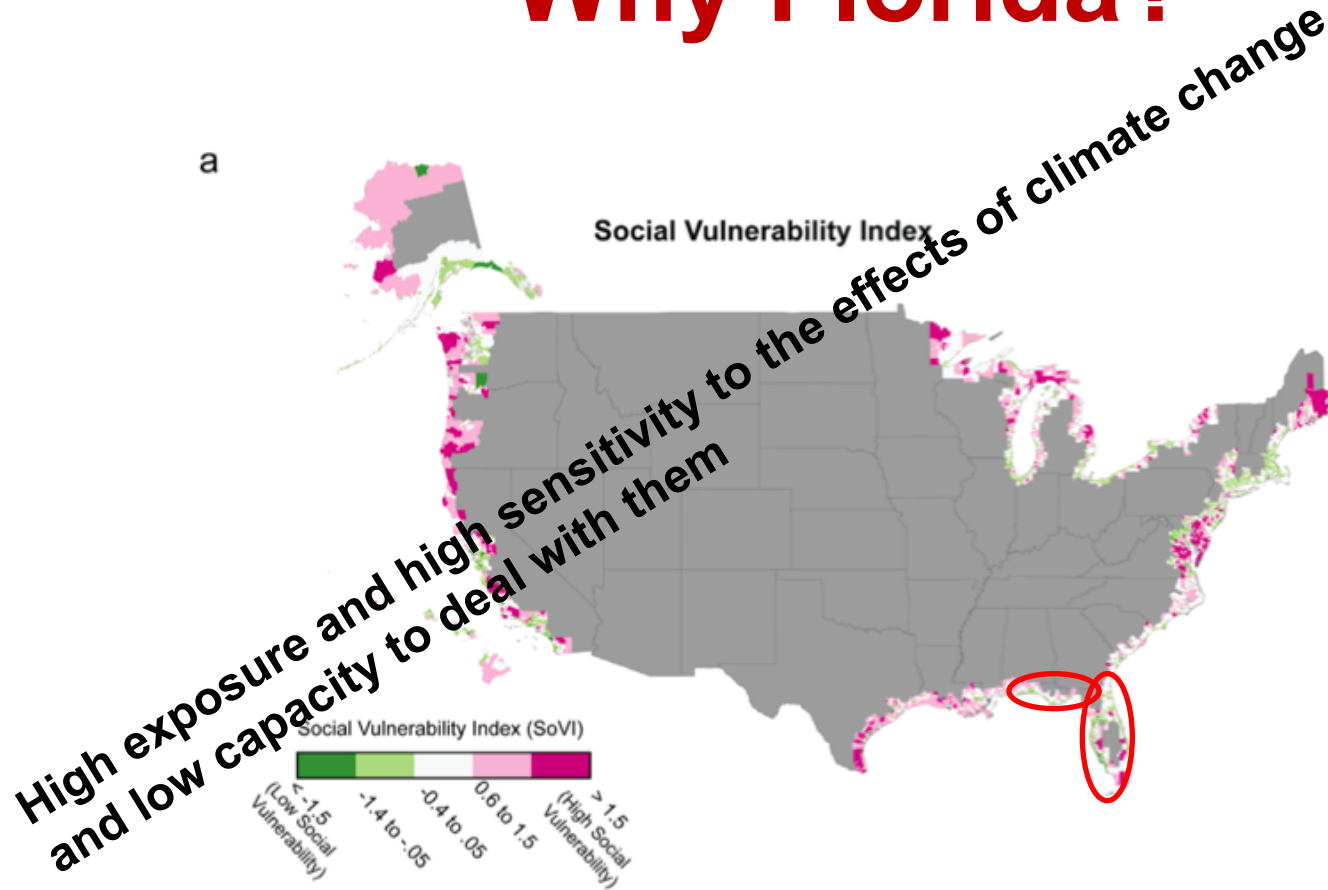 Why Florida?
a
Social Vulnerability Index
High exposure and high sensitivity to the effects of climate change
and low capacity to deal with them
Social Vulnerability Index (SoVI)
< -1.5
(Low Social
Vulnerability)
-1.4 to -.05
-0.4 to .05
0.6 to 1.5
> 1.5
(High Social
Vulnerability)